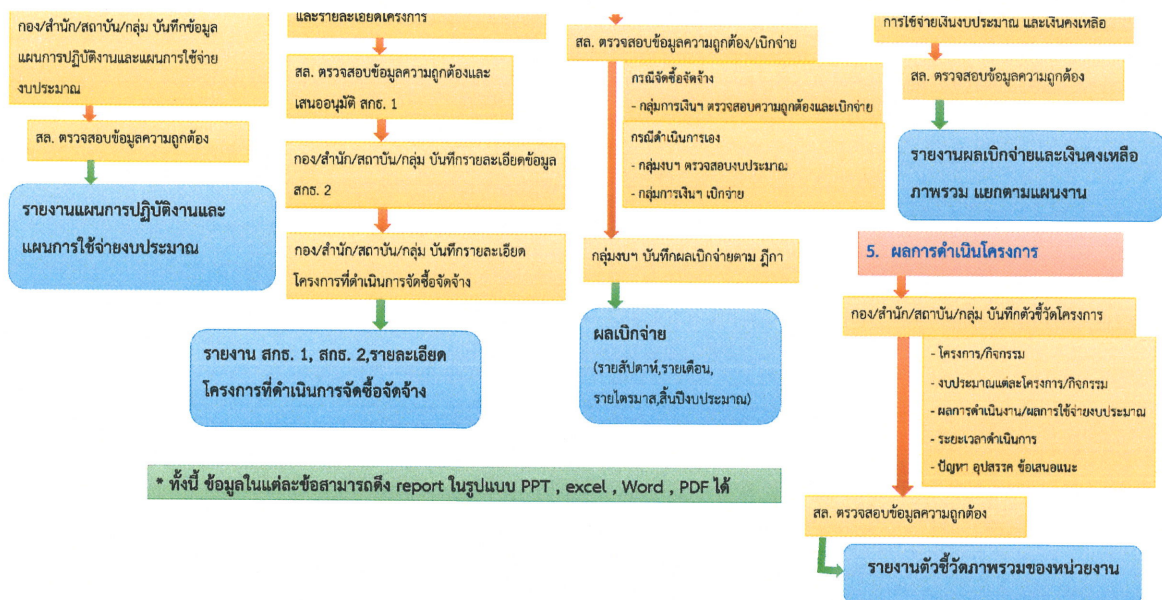 กอง/สำนัก/สถาบัน/กลุ่ม บันทึกข้อมูล
แผนการปฏิบัติงานและแผนการใช้จ่าย
งบประมาณ
สล. ตรวจสอบข้อมูลความถูกต้อง
รายงานแผนการปฏิบัติงานและ
แผนการใช้จ่ายงบประมาณ
และรายละเอียดโครงการ
สล. ตรวจสอบข้อมูลความถูกต้องและ
เสนออนุมัติ สกธ. 1
กอง/สำนัก/สถาบัน/กลุ่ม บันทึกรายละเอียดข้อมูล
สกธ. 2
กอง/สำนัก/สถาบัน/กลุ่ม บันทึกรายละเอียด
โครงการที่ดำเนินการจัดซื้อจัดจ้าง
รายงาน สกธ. 1, สกธ. 2,รายละเอียด
โครงการที่ดำเนินการจัดซื้อจัดจ้าง
สล. ตรวจสอบข้อมูลความถูกต้อง/เบิกจ่าย
กรณีจัดซื้อจัดจ้าง
- กลุ่มการเงินฯ ตรวจสอบความถูกต้องและเบิกจ่าย
กรณีดำเนินการเอง
- กลุ่มงบฯ ตรวจสอบงบประมาณ
- กลุ่มการเงินฯ เบิกจ่าย
กลุ่มงบฯ บันทึกผลเบิกจ่ายตาม ฎีกา
ผลเบิกจ่าย
(รายสัปดาห์,รายเดือน,
รายไตรมาส,สิ้นปีงบประมาณ)
การใช้จ่ายเงินงบประมาณ และเงินคงเหลือ
สล. ตรวจสอบข้อมูลความถูกต้อง
รายงานผลเบิกจ่ายและเงินคงเหลือ
ภาพรวม แยกตามแผนงาน
5. ผลการดำเนินโครงการ
กอง/สำนัก/สถาบัน/กลุ่ม บันทึกตัวชี้วัดโครงการ
- โครงการ/กิจกรรม
- งบประมาณแต่ละโครงการ/กิจกรรม
- ผลการดำเนินงาน/ผลการใช้จ่ายงบประมาณ
- ระยะเวลาดำเนินการ
- ปัญหา อุปสรรค ข้อเสนอแนะ
สล. ตรวจสอบข้อมูลความถูกต้อง
รายงานตัวชี้วัดภาพรวมของหน่วยงาน
* ทั้งนี้ ข้อมูลในแต่ละข้อสามารถดึง report ในรูปแบบ PPT , excel , Word , PDF ได้